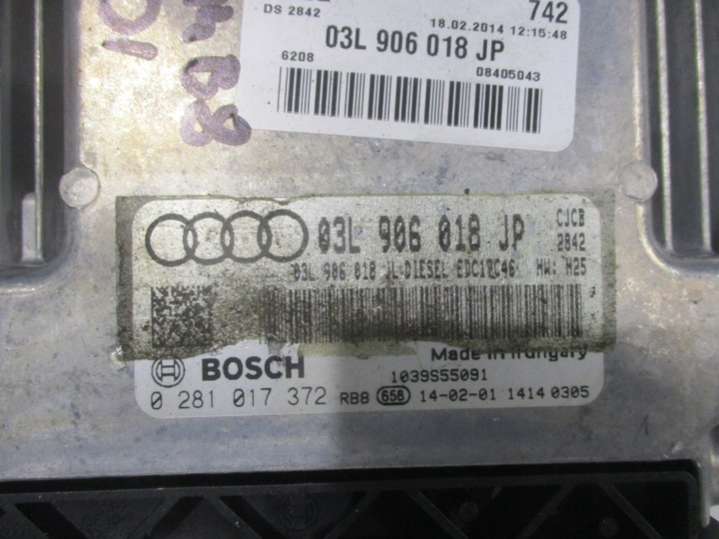 742
DS 2842
18.02.2014 12:15:48
03L 906 018 JP
6208
08405043
03L 906 018 JP
CJCB
2842
03L 906 018 JL DIESEL EDC17C46 HW: H25
Made in Hungary
BOSCH
1039S55091
0 281 017 372 RBB 656 14-02-01 1414 0305